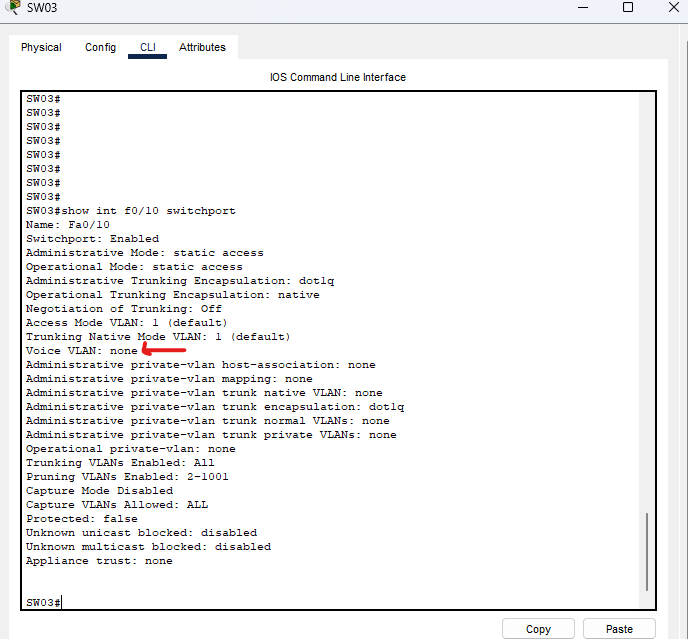 SW03
Physical Config CLI Attributes
IOS Command Line Interface
SW03#
SW03#
SW03#
SW03#
SW03#
SW03#
SW03#
SW03#
SW03#show int f0/10 switchport
Name: Fa0/10
Switchport: Enabled
Administrative Mode: static access
Operational Mode: static access
Administrative Trunking Encapsulation: dot1q
Operational Trunking Encapsulation: native
Negotiation of Trunking: Off
Access Mode VLAN: 1 (default)
Trunking Native Mode VLAN: 1 (default)
Voice VLAN: none
Administrative private-vlan host-association: none
Administrative private-vlan mapping: none
Administrative private-vlan trunk native VLAN: none
Administrative private-vlan trunk encapsulation: dot1q
Administrative private-vlan trunk normal VLANs: none
Administrative private-vlan trunk private VLANs: none
Operational private-vlan: none
Trunking VLANs Enabled: All
Pruning VLANs Enabled: 2-1001
Capture Mode Disabled
Capture VLANs Allowed: ALL
Protected: false
Unknown unicast blocked: disabled
Unknown multicast blocked: disabled
Appliance trust: none
SW03#
Copy Paste